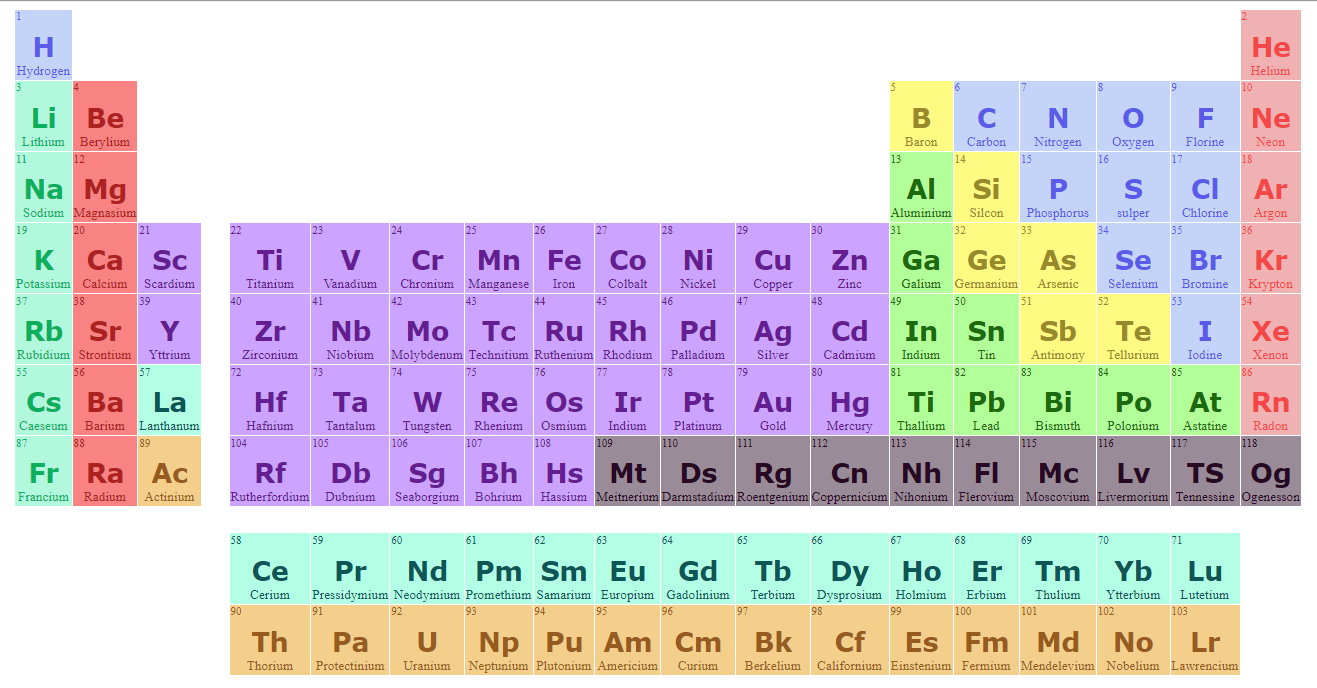 1 2
H He
Hydrogen Helium
3 4 5 6 7 8 9 10
Li Be B C N O F Ne
Lithium Berylium Baron Carbon Nitrogen Oxygen Florine Neon
11 12 13 14 15 16 17 18
Na Mg Al Si P S Cl Ar
Sodium Magnasium Aluminium Silcon Phosphorus sulper Chlorine Argon
19 20 21 22 23 24 25 26 27 28 29 30 31 32 33 34 35 36
K Ca Sc Ti V Cr Mn Fe Co Ni Cu Zn Ga Ge As Se Br Kr
Potassium Calcium Scardium Titanium Vanadium Chronium Manganese Iron Colbalt Nickel Copper Zinc Galium Germanium Arsenic Selenium Bromine Krypton
37 38 39 40 41 42 43 44 45 46 47 48 49 50 51 52 53 54
Rb Sr Y Zr Nb Mo Tc Ru Rh Pd Ag Cd In Sn Sb Te I Xe
Rubidium Strontium Yttrium Zirconium Niobium Molybdenum Technitium Ruthenium Rhodium Palladium Silver Cadmium Indium Tin Antimony Tellurium Iodine Xenon
55 56 57 72 73 74 75 76 77 78 79 80 81 82 83 84 85 86
Cs Ba La Hf Ta W Re Os Ir Pt Au Hg Ti Pb Bi Po At Rn
Caeseum Barium Lanthanum Hafnium Tantalum Tungsten Rhenium Osmium Indium Platinum Gold Mercury Thallium Lead Bismuth Polonium Astatine Radon
87 88 89 104 105 106 107 108 109 110 111 112 113 114 115 116 117 118
Fr Ra Ac Rf Db Sg Bh Hs Mt Ds Rg Cn Nh Fl Mc Lv TS Og
Francium Radium Actinium Rutherfordium Dubnium Seaborgium Bohrium Hassium Meitnerium Darmstadium Roentgenium Coppernicium Nihonium Flerovium Moscovium Livermorium Tennessine Ogenesson
58 59 60 61 62 63 64 65 66 67 68 69 70 71
Ce Pr Nd Pm Sm Eu Gd Tb Dy Ho Er Tm Yb Lu
Cerium Pressidymium Neodymium Promethium Samarium Europium Gadolinium Terbium Dysprosium Holmium Erbium Thulium Ytterbium Lutetium
90 91 92 93 94 95 96 97 98 99 100 101 102 103
Th Pa U Np Pu Am Cm Bk Cf Es Fm Md No Lr
Thorium Protectinium Uranium Neptunium Plutonium Americium Curium Berkelium Californium Einstenium Fermium Mendelevium Nobelium Lawrencium